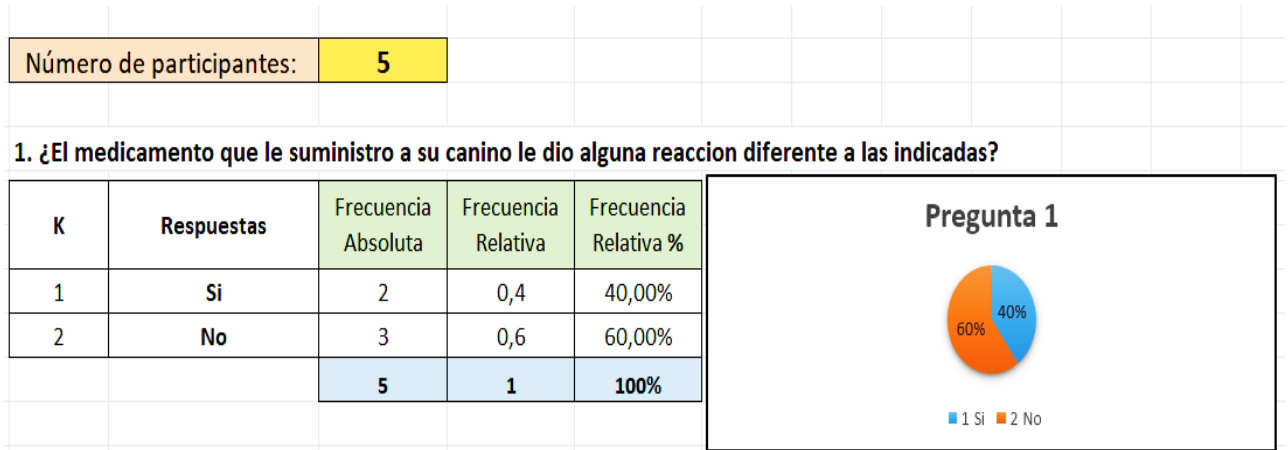 Número de participantes: 5
1. ¿El medicamento que le suministro a su canino le dio alguna reaccion diferente a las indicadas?
K Respuestas Frecuencia Absoluta Frecuencia Relativa Frecuencia Relativa %
1 Si 2 0,4 40,00%
2 No 3 0,6 60,00%
5 1 100%
Pregunta 1
40%
60%
1 Si 2 No